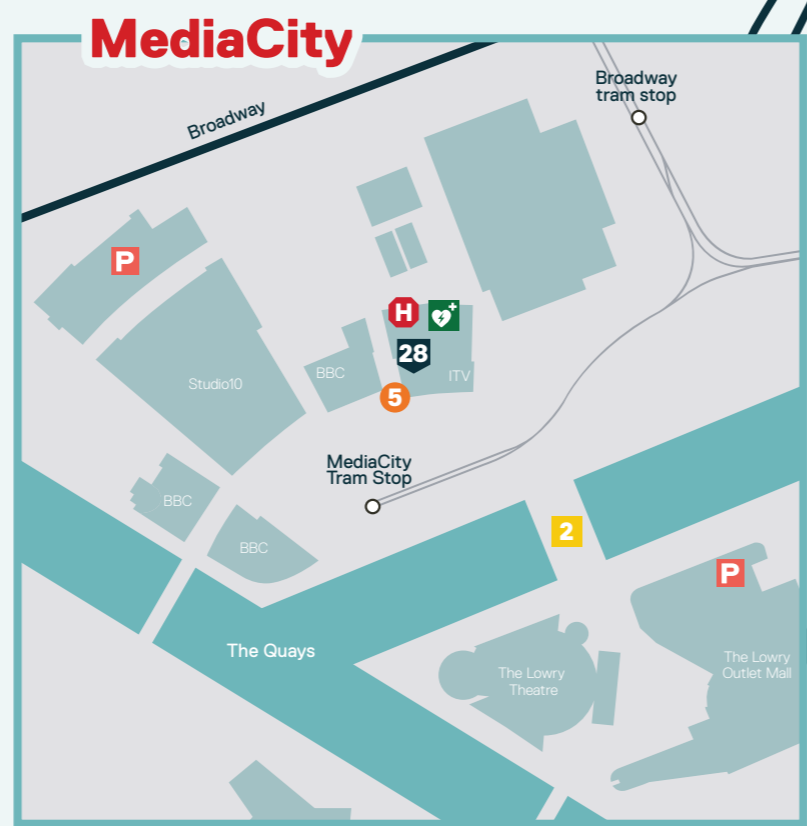 MediaCity
Broadway
tram stop
Broadway
P
H
28
BBC
ITV
Studio10
5
MediaCity
Tram Stop
BBC
2
BBC
P
The Quays
The Lowry
Outlet Mall
The Lowry
Theatre